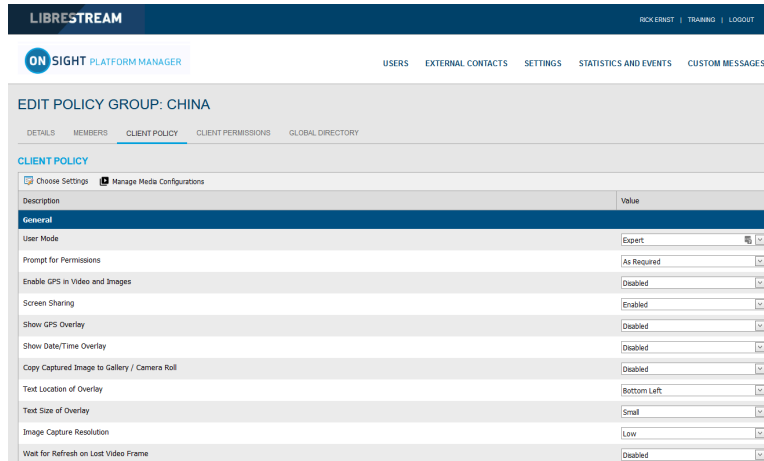 LIBRESTREAM
RICK ERNST | TRAINING | LOGOUT
ON SIGHT PLATFORM MANAGER
USERS EXTERNAL CONTACTS SETTINGS STATISTICS AND EVENTS CUSTOM MESSAGES
EDIT POLICY GROUP: CHINA
DETAILS MEMBERS CLIENT POLICY CLIENT PERMISSIONS GLOBAL DIRECTORY
CLIENT POLICY
Choose Settings Manage Media Configurations
Description Value
General
User Mode Expert
Prompt for Permissions As Required
Enable GPS in Video and Images Disabled
Screen Sharing Enabled
Show GPS Overlay Disabled
Show Date/Time Overlay Disabled
Copy Captured Image to Gallery / Camera Roll Disabled
Text Location of Overlay Bottom Left
Text Size of Overlay Small
Image Capture Resolution Low
Wait for Refresh on Lost Video Frame Disabled